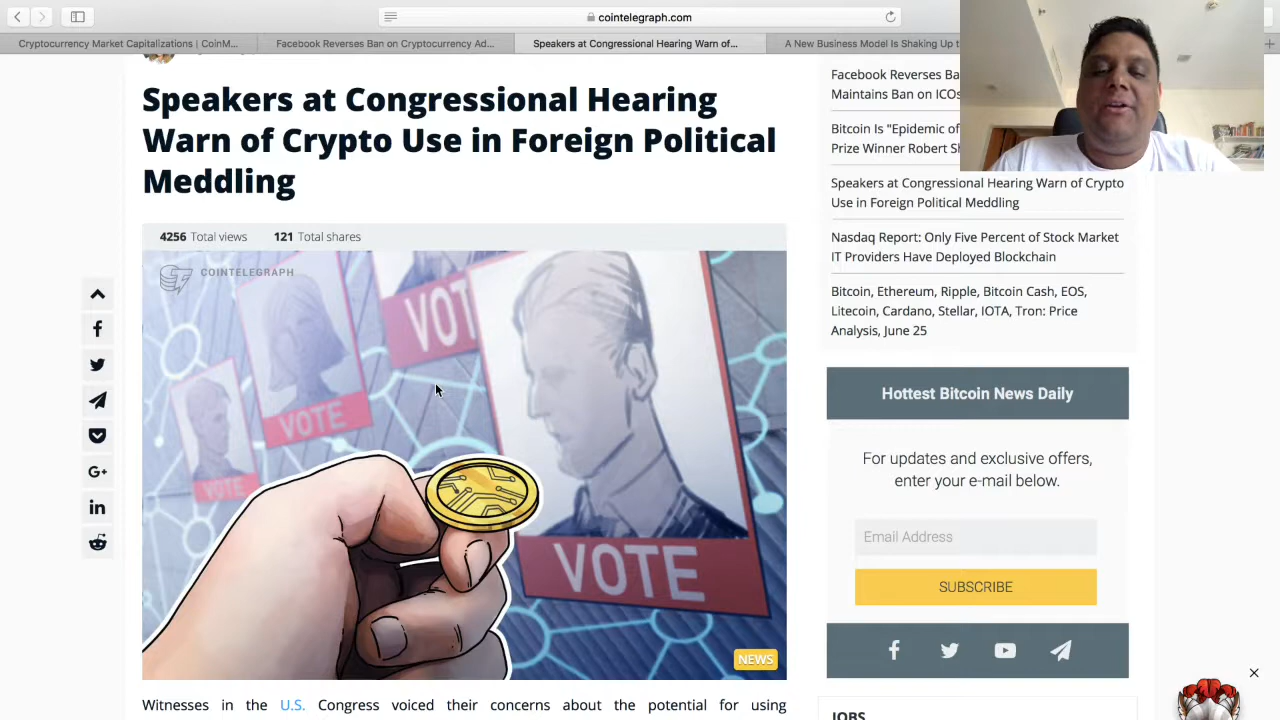 cointelegraph.com
Cryptocurrency Market Capitalizations | CoinM...
Facebook Reverses Ban on Cryptocurrency Ad...
Speakers at Congressional Hearing Warn of...
A New Business Model Is Shaking Up t
Speakers at Congressional Hearing
Warn of Crypto Use in Foreign Political
Meddling
4256 Total views 121 Total shares
COINTELEGRAPH
VOTE
VOTE
VOT
VOTE
NEWS
Witnesses in the U.S. Congress voiced their concerns about the potential for using
Facebook Reverses Ba
Maintains Ban on ICOs
Bitcoin Is "Epidemic of
Prize Winner Robert Sh
Speakers at Congressional Hearing Warn of Crypto
Use in Foreign Political Meddling
Nasdaq Report: Only Five Percent of Stock Market
IT Providers Have Deployed Blockchain
Bitcoin, Ethereum, Ripple, Bitcoin Cash, EOS,
Litecoin, Cardano, Stellar, IOTA, Tron: Price
Analysis, June 25
Hottest Bitcoin News Daily
For updates and exclusive offers,
enter your e-mail below.
Email Address
SUBSCRIBE
JOBS